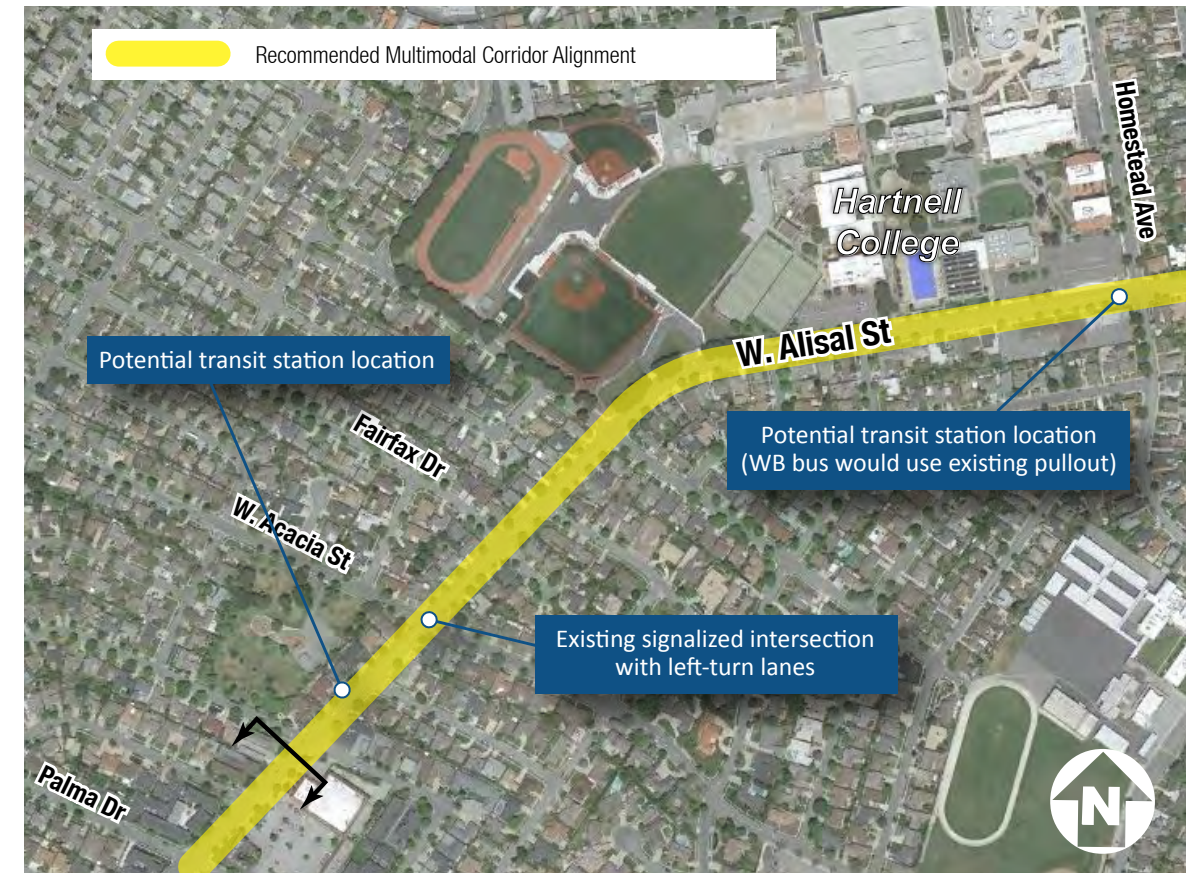 Recommended Multimodal Corridor Alignment
Homestead Ave
Hartnell
College
W. Alisal St
Potential transit station location
Potential transit station location
(WB bus would use existing pullout)
Fairfax Dr
W. Acacia St
Existing signalized intersection
with left-turn lanes
Palma Dr
N